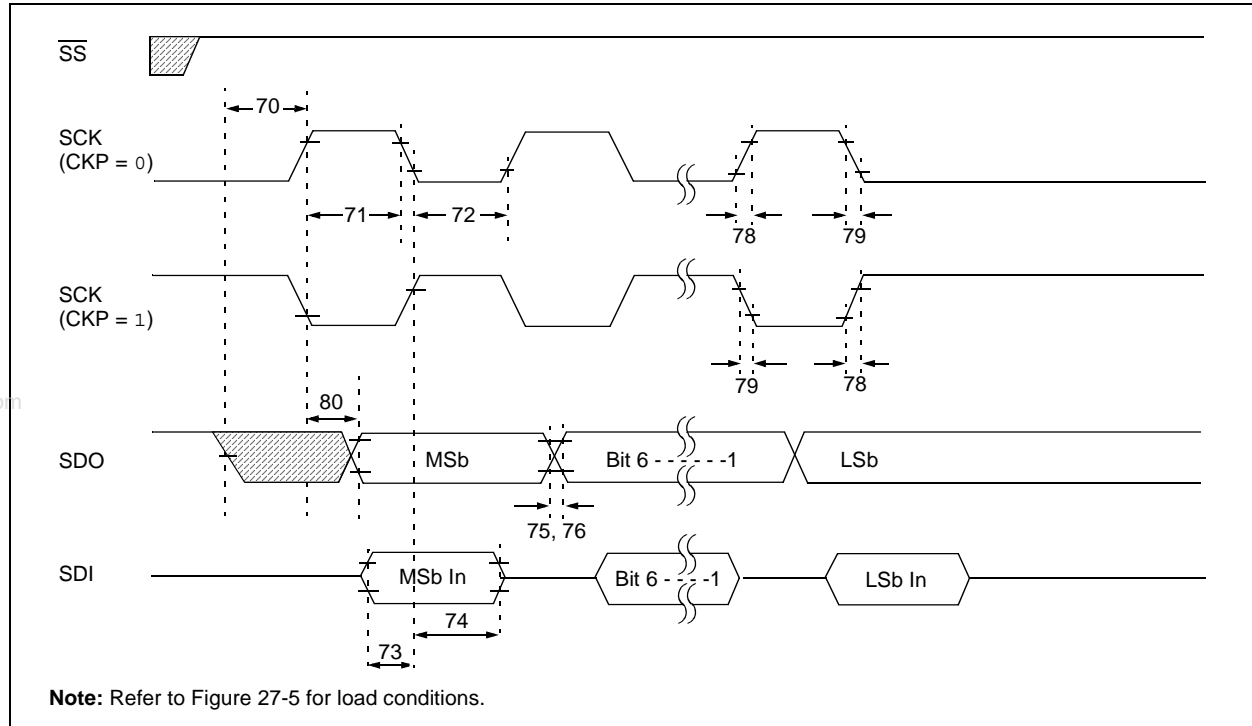 SS
70
SCK
(CKP = 0)
71
72
78
79
SCK
(CKP = 1)
79
78
80
om
SDO
MSb
Bit 6 - - - - - -1
LSb
75, 76
SDI
MSb In
Bit 6 - - - - -1
LSb In
74
73
Note: Refer to Figure 27-5 for load conditions.